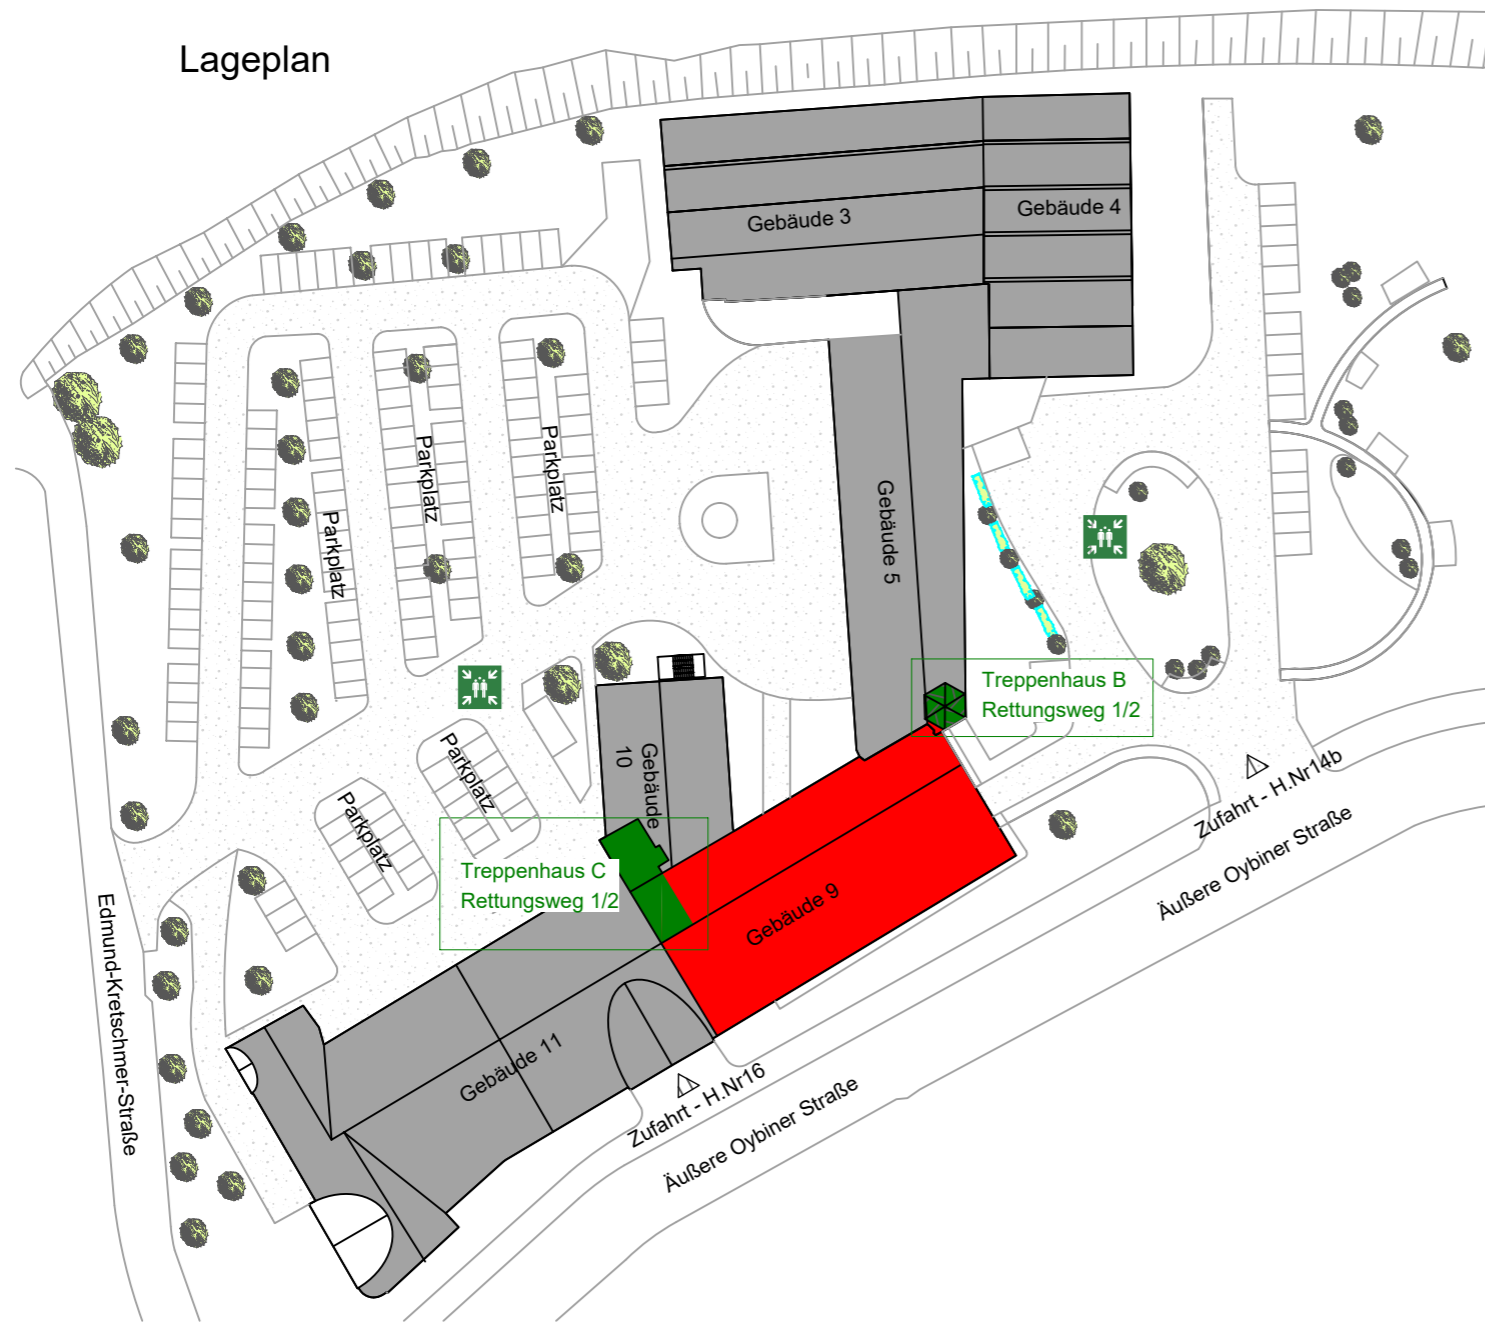 Lageplan
Gebäude 3
Gebäude 4
Parkplatz
Parkplatz
Parkplatz
Gebäude 5
Treppenhaus B
Rettungsweg 1/2
Gebäude
10
Parkplatz
Parkplatz
Zufahrt - H.Nr14b
Äußere Oybiner Straße
Treppenhaus C
Rettungsweg 1/2
Gebäude 9
Edmund-Kretschmer-Straße
Gebäude 11
Zufahrt - H.Nr16
Äußere Oybiner Straße